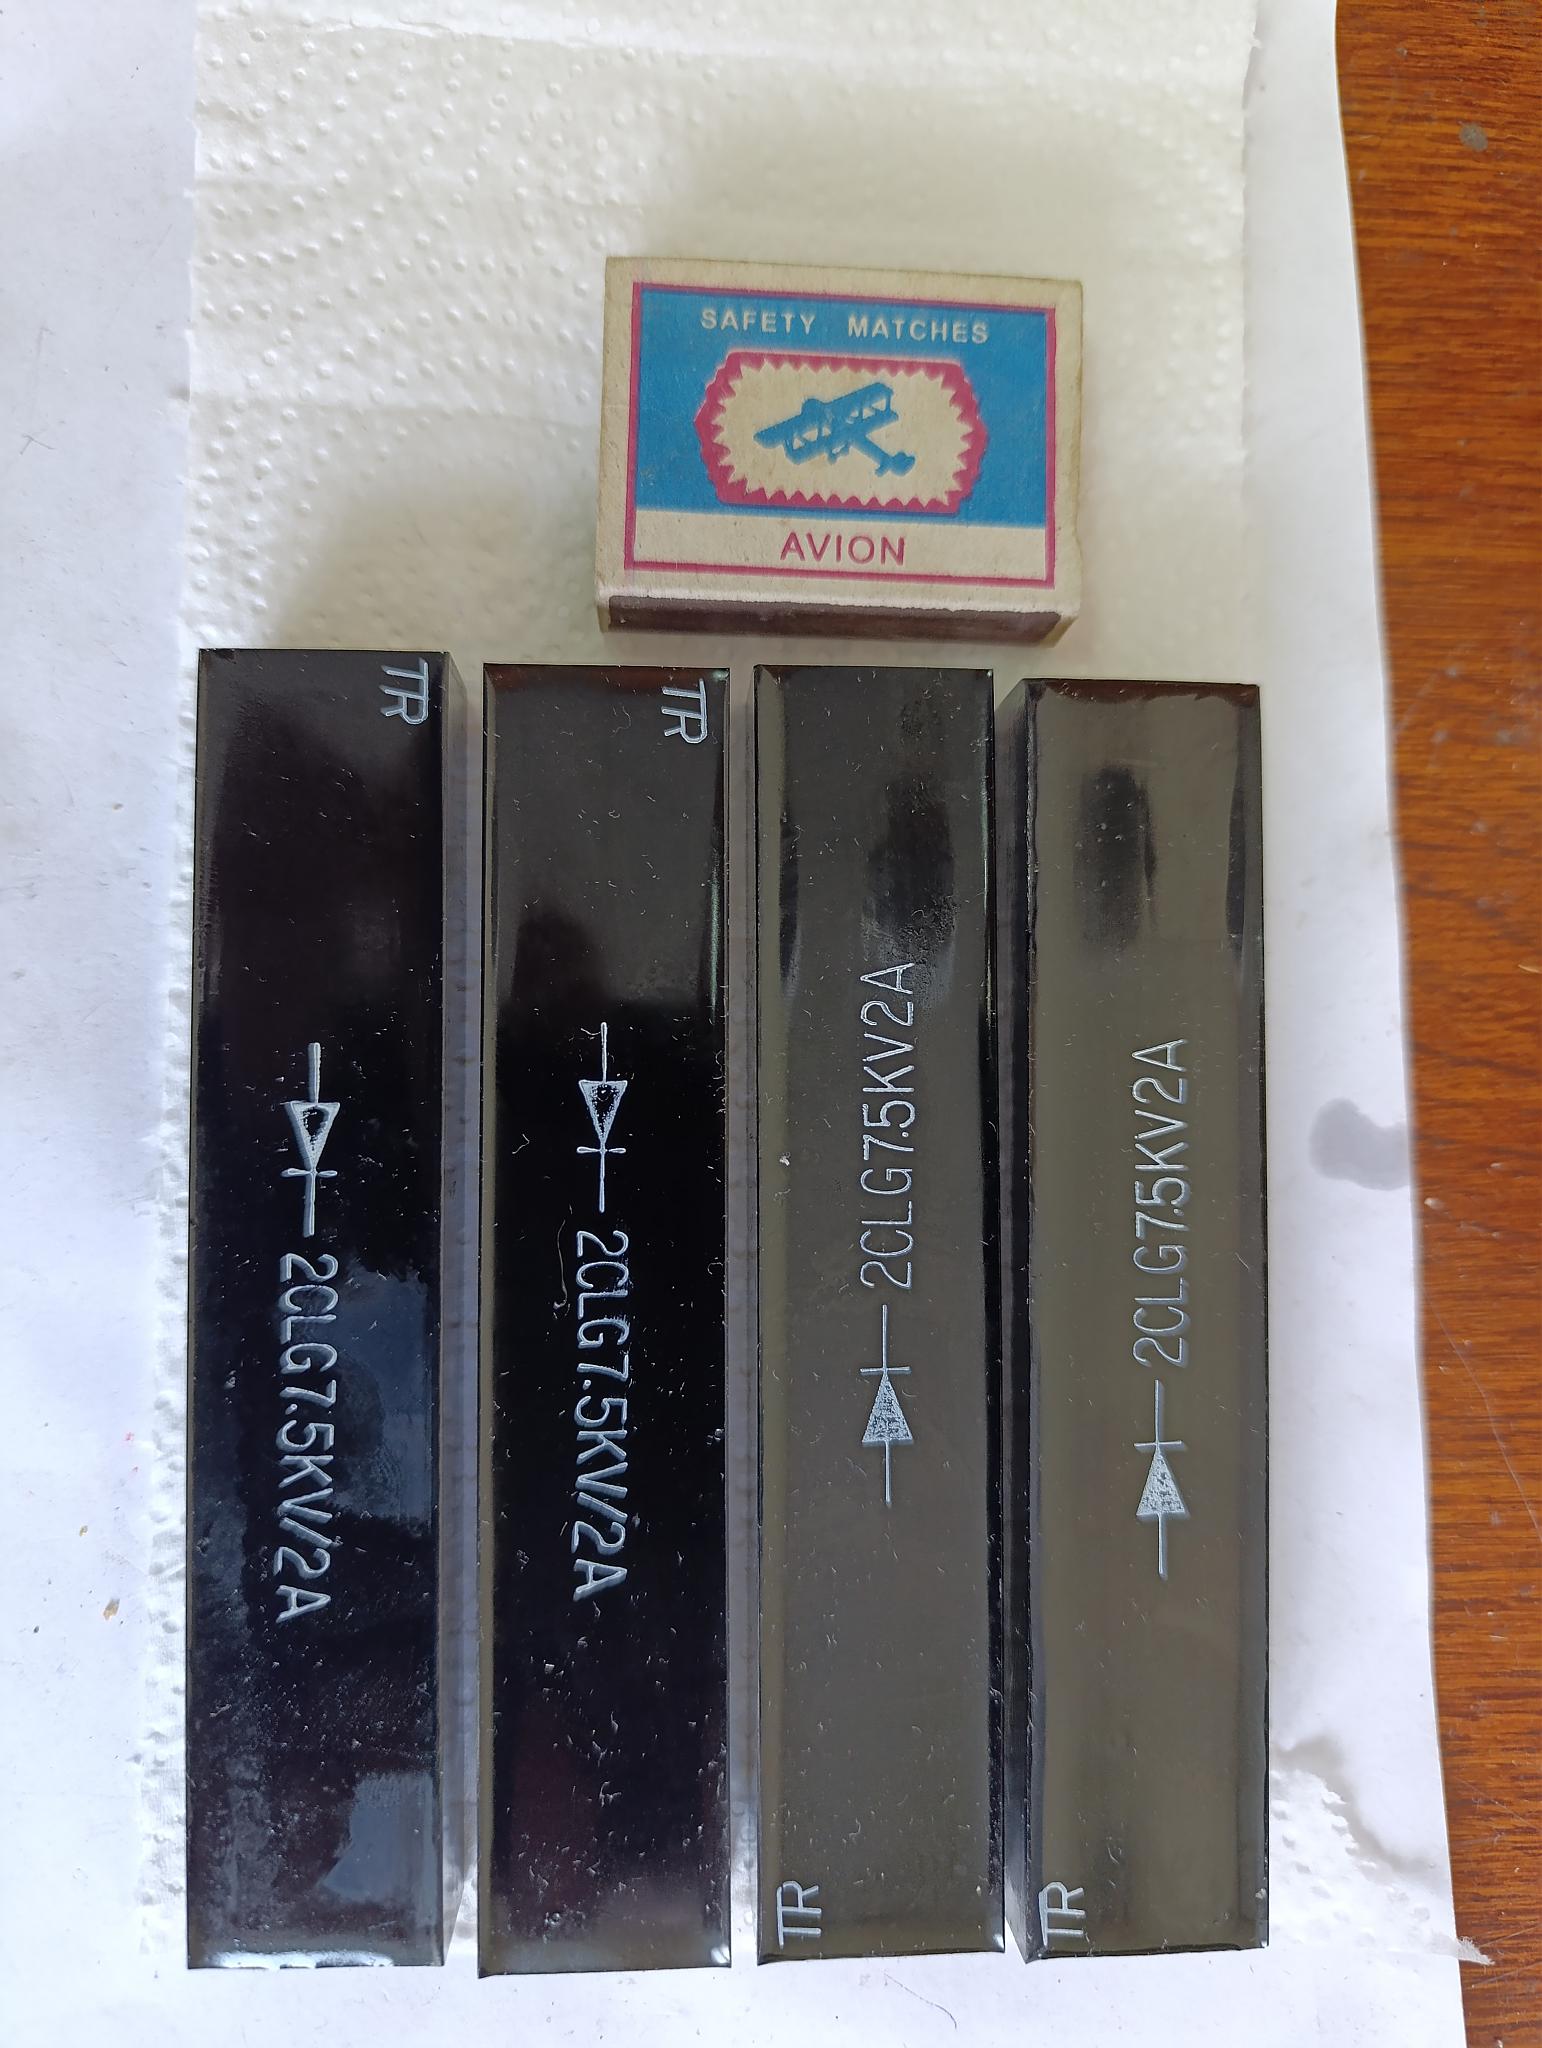 SAFETY MATCHES
AVION
TR
2CLG7.5KV/2A
TR
2CLG7.5KV/2A
2CLG7.5KV2A
TR
2CLG7.5KV2A
TR